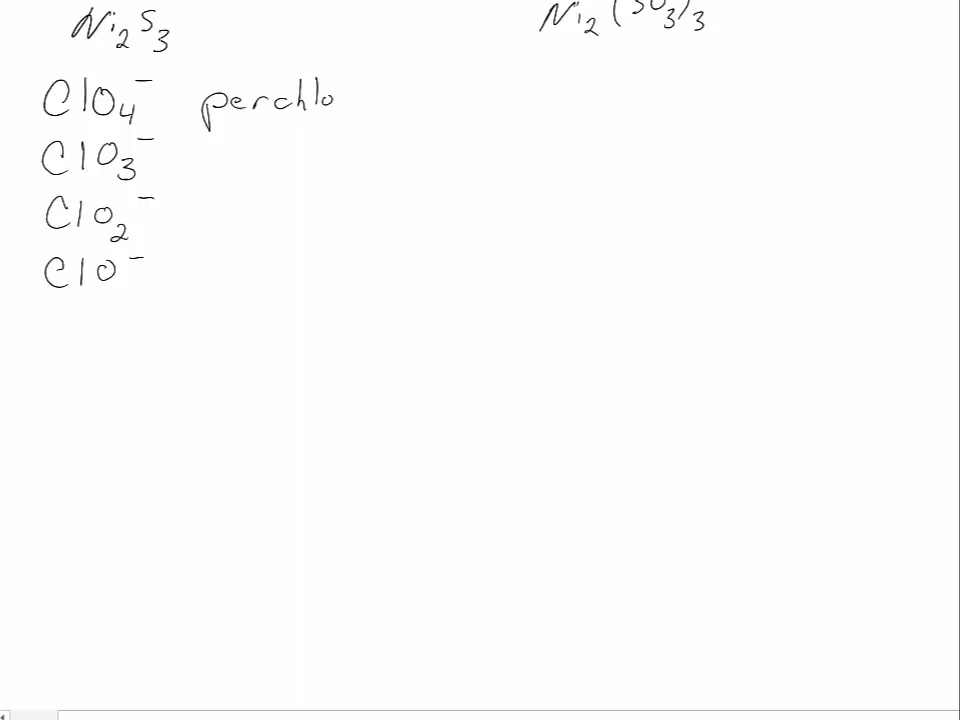 Ni₂S₃ Ni₂(SO₃)₃
ClO₄⁻ perchlo
ClO₃⁻
ClO₂⁻
ClO⁻